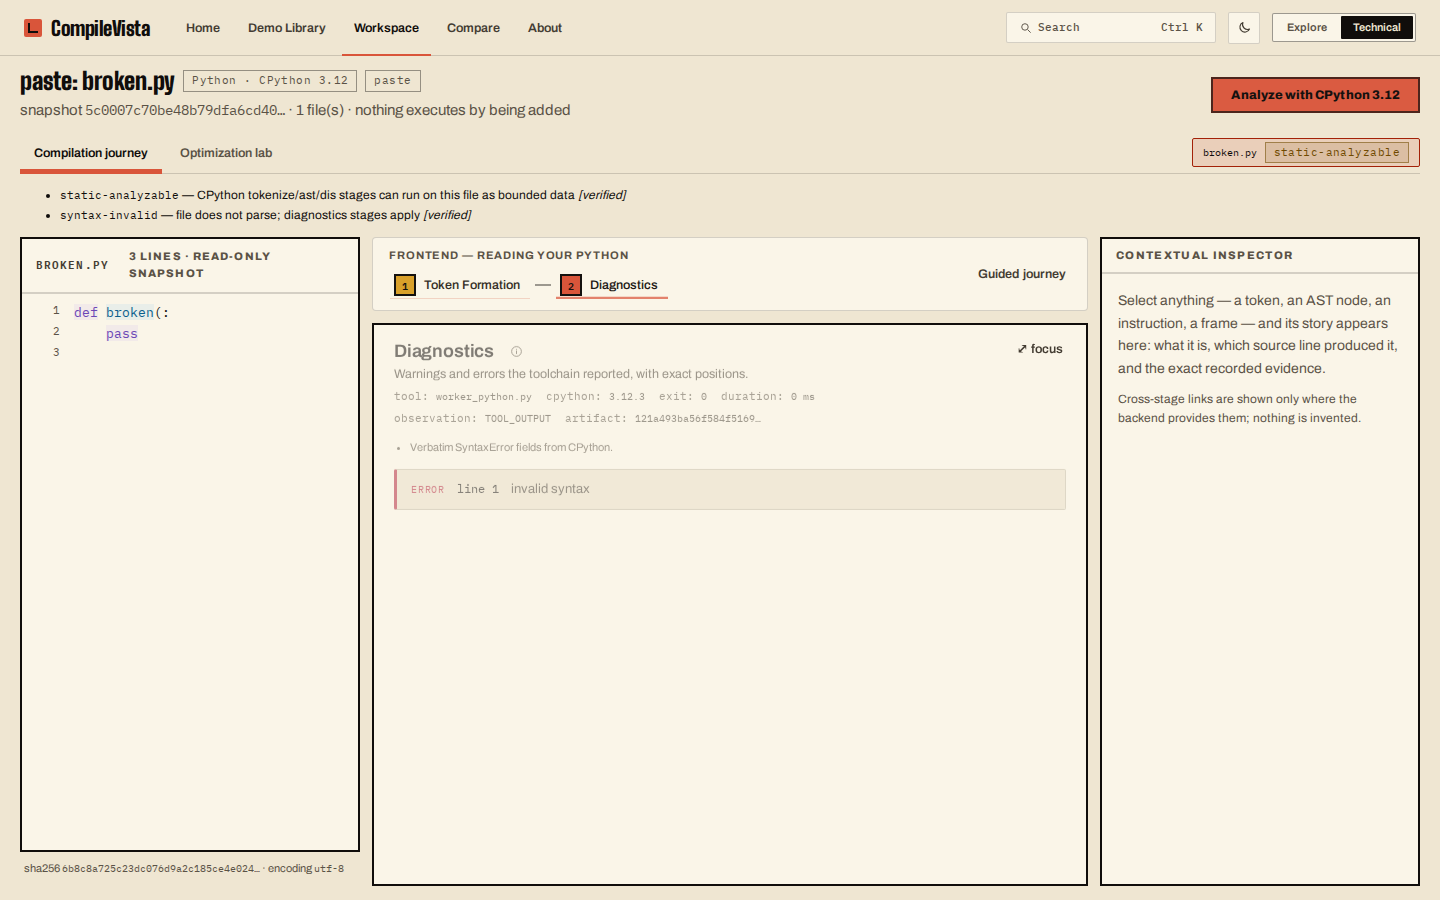 CompileVista Home Demo Library Workspace Compare About Search Ctrl K Explore Technical
paste: broken.py Python · CPython 3.12 paste
snapshot 5c0007c70be48b79dfa6cd40… · 1 file(s) · nothing executes by being added
Analyze with CPython 3.12
Compilation journey Optimization lab broken.py static-analyzable
• static-analyzable — CPython tokenize/ast/dis stages can run on this file as bounded data [verified]
• syntax-invalid — file does not parse; diagnostics stages apply [verified]
BROKEN.PY 3 LINES · READ-ONLY
SNAPSHOT
1 def broken(:
2     pass
3
sha256 6b8c8a725c23dc076d9a2c185ce4e024… · encoding utf-8
FRONTEND — READING YOUR PYTHON
1 Token Formation — 2 Diagnostics
Guided journey
Diagnostics
⤢ focus
Warnings and errors the toolchain reported, with exact positions.
tool: worker_python.py cpython: 3.12.3 exit: 0 duration: 0 ms
observation: TOOL_OUTPUT artifact: 121a493ba56f584f5169…
• Verbatim SyntaxError fields from CPython.
ERROR line 1 invalid syntax
CONTEXTUAL INSPECTOR
Select anything — a token, an AST node, an
instruction, a frame — and its story appears
here: what it is, which source line produced it,
and the exact recorded evidence.
Cross-stage links are shown only where the
backend provides them; nothing is invented.